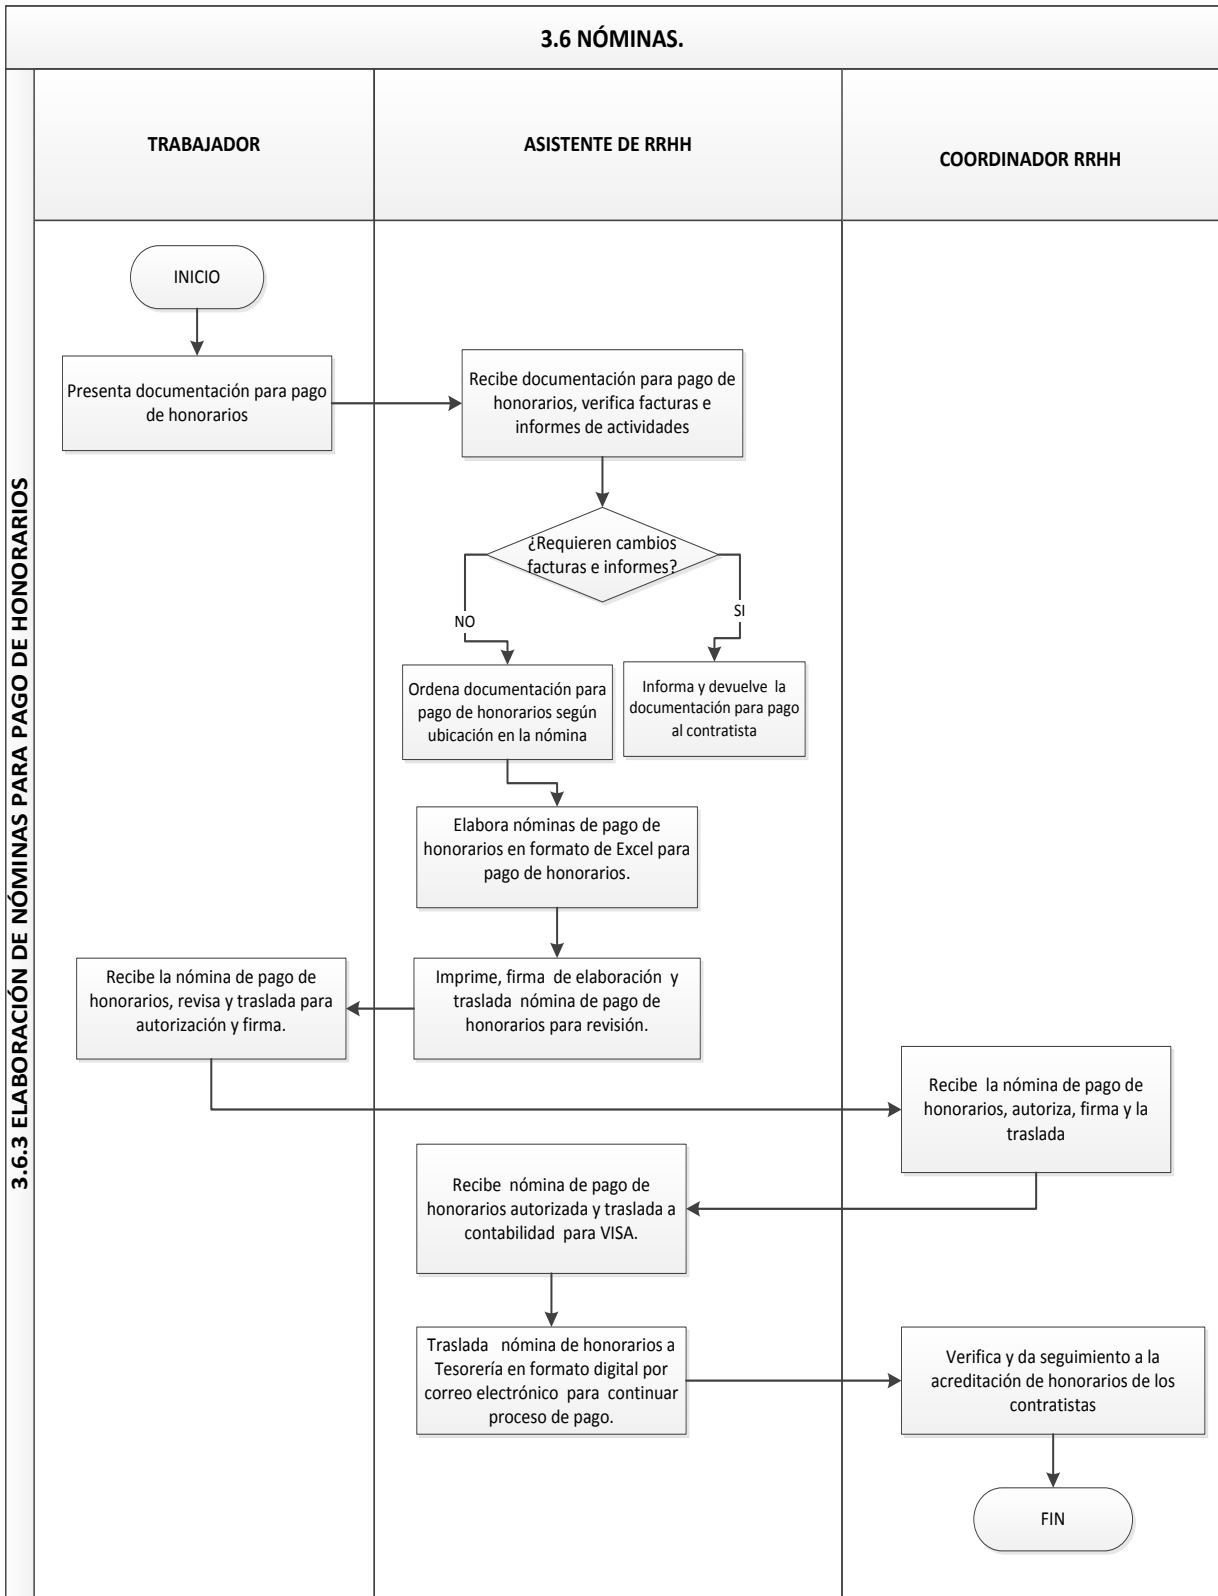 3.6 NÓMINAS.
3.6.3 ELABORACIÓN DE NÓMINAS PARA PAGO DE HONORARIOS
TRABAJADOR
ASISTENTE DE RRHH
COORDINADOR RRHH
INICIO
Presenta documentación para pago
de honorarios
Recibe documentación para pago de
honorarios, verifica facturas e
informes de actividades
¿Requieren cambios
facturas e informes?
NO
SI
Ordena documentación para
pago de honorarios según
ubicación en la nómina
Informa y devuelve la
documentación para pago
al contratista
Elabora nóminas de pago de
honorarios en formato de Excel para
pago de honorarios.
Imprime, firma de elaboración y
traslada nómina de pago de
honorarios para revisión.
Recibe la nómina de pago de
honorarios, revisa y traslada para
autorización y firma.
Recibe la nómina de pago de
honorarios, autoriza, firma y la
traslada
Recibe nómina de pago de
honorarios autorizada y traslada a
contabilidad para VISA.
Traslada nómina de honorarios a
Tesorería en formato digital por
correo electrónico para continuar
proceso de pago.
Verifica y da seguimiento a la
acreditación de honorarios de los
contratistas
FIN